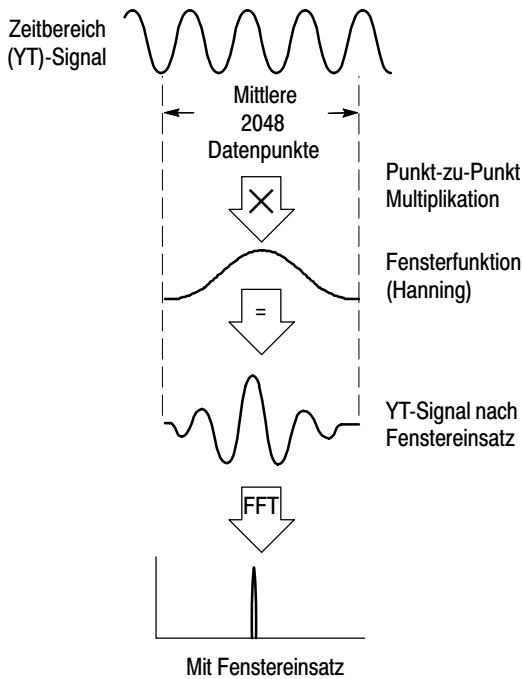 Zeitbereich
(YT)-Signal
Mittlere
2048
Datenpunkte
Punkt-zu-Punkt
Multiplikation
×
Fensterfunktion
(Hanning)
=
YT-Signal nach
Fenstereinsatz
FFT
Mit Fenstereinsatz